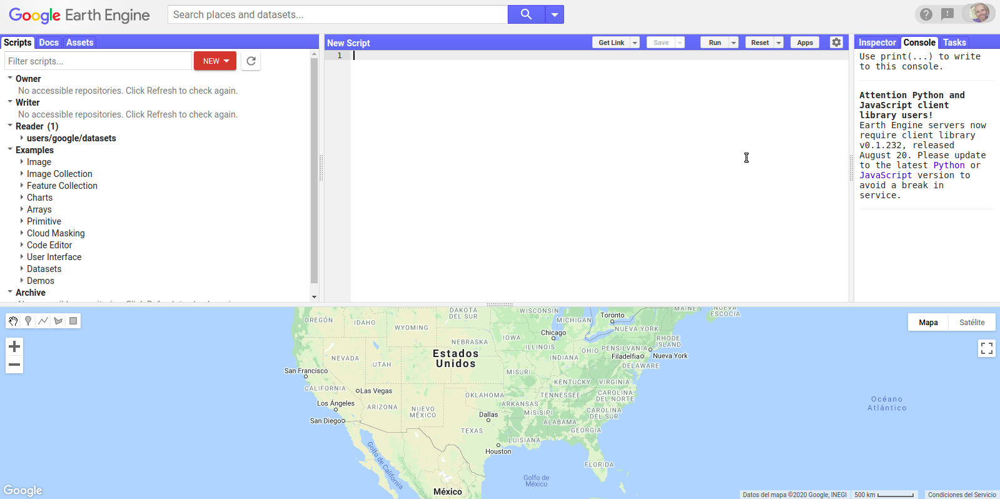 Google Earth Engine
Search places and datasets...
Scripts Docs Assets
Filter scripts...
NEW
Owner
No accessible repositories. Click Refresh to check again.
Writer
No accessible repositories. Click Refresh to check again.
Reader (1)
users/google/datasets
Examples
Image
Image Collection
Feature Collection
Charts
Arrays
Primitive
Cloud Masking
Code Editor
User Interface
Datasets
Demos
Archive
New Script
Get Link Save Run Reset Apps
1
Inspector Console Tasks
Use print(...) to write
to this console.
Attention Python and
JavaScript client
library users!
Earth Engine servers now
require client library
v0.1.232, released
August 20. Please update
to the latest Python or
JavaScript version to
avoid a break in
service.
Mapa Satélite
OREGÓN
IDAHO
WYOMING
DAKOTA
DEL SUR
WISCONSIN
MICHIGAN
Toronto
MAINE
NUEVA
ESCOCIA
NUEVA YORK
Chicago
IOWA
NEBRASKA
ILLINOIS
INDIANA
OHIO
PENSILVANIA
RHODE
ISLAND
Nueva York
Filadelfia
DELAWARE
Estados
Unidos
NEVADA
UTAH
San Francisco
CALIFORNIA
Las Vegas
MISURI
KENTUCKY
VIRGINIA
Los Ángeles
ARIZONA
NUEVO
MÉXICO
OKLAHOMA
TENNESSEE
CAROLINA
DEL NORTE
ARKANSAS
MISISIPI
CAROLINA
DEL SUR
San Diego
Dallas
TEXAS
ALABAMA
GEORGIA
LUISIANA
Houston
FLORIDA
Océano
Atlántico
Golfo de California
Golfo de
México
México
Google
Datos del mapa ©2020 Google, INEGI 500 km Condiciones del Servicio